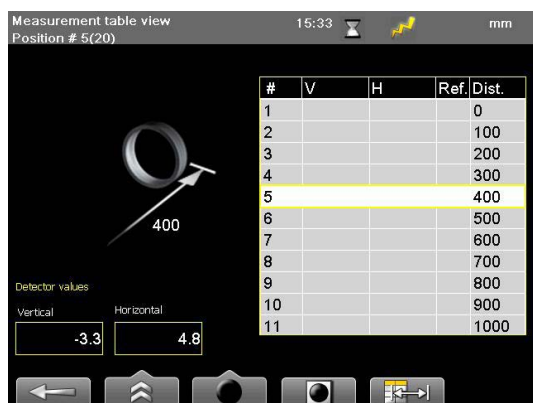 Measurement table view 15:33 mm
Position # 5(20)
# V H Ref. Dist.
1 0
2 100
3 200
4 300
5 400
6 500
7 600
8 700
9 800
10 900
11 1000
400
Detector values
Vertical Horizontal
-3.3 4.8